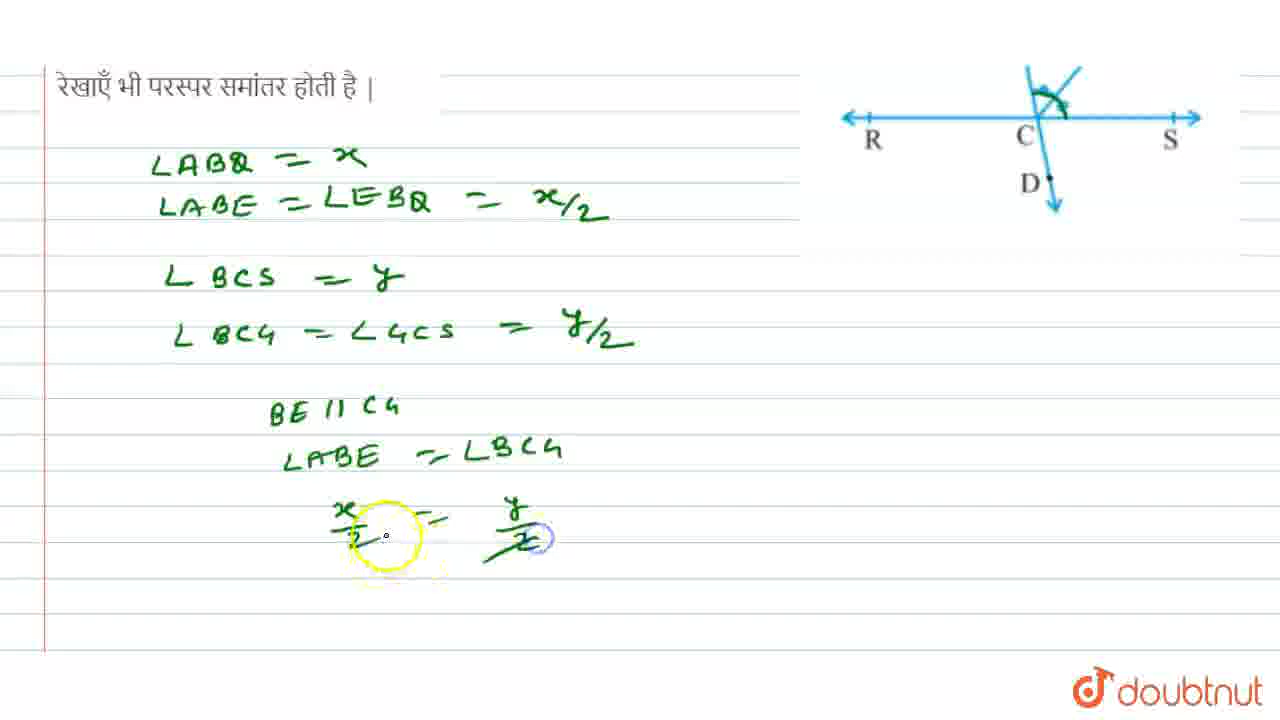 रेखाएँ भी परस्पर समांतर होती है |
∠ABQ = x
∠ABE = ∠EBQ = x/2
∠BCS = y
∠BCG = ∠GCS = y/2
BE || CG
∠ABE = ∠BCG
x/2 = y/2
R C S
D
doubtnut